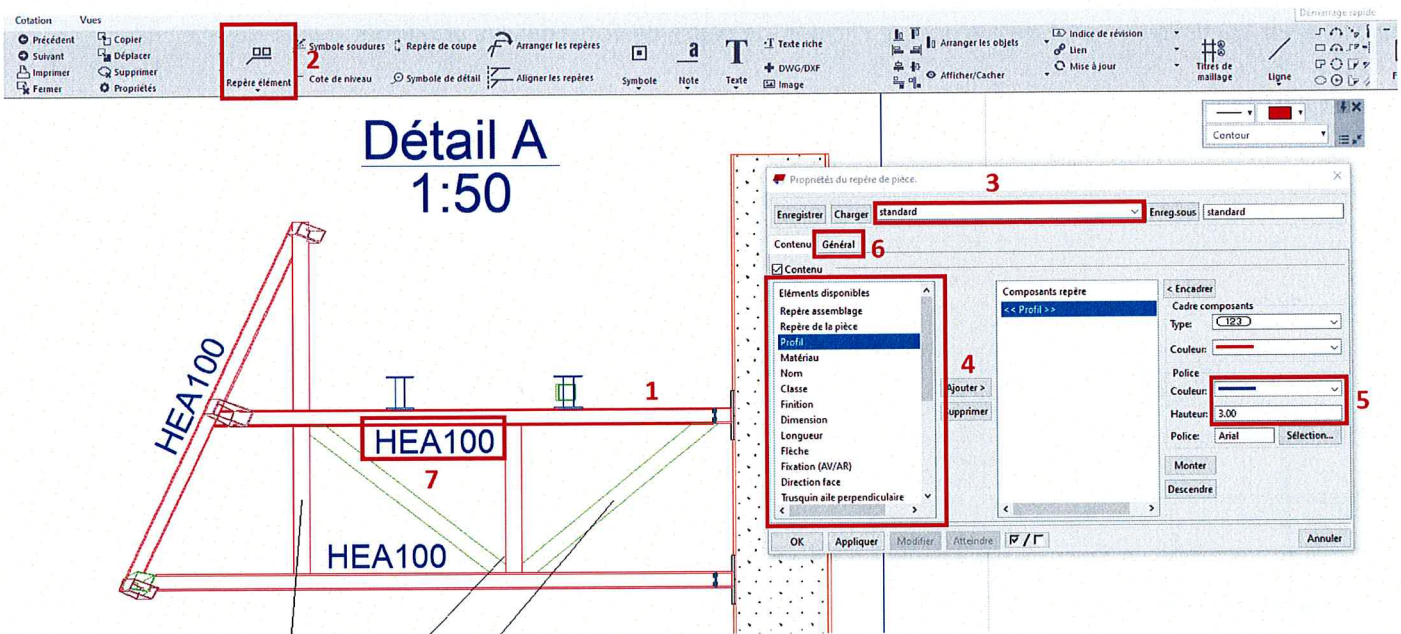 Cotation Vues
Démarrage rapide
Précédent
Suivant
Imprimer
Fermer
Copier
Déplacer
Supprimer
Propriétés
2
Repère élément
Symbole soudures
Cote de niveau
Repère de coupe
Symbole de détail
Arranger les repères
Aligner les repères
Symbole
a
Note
T
Texte
Texte riche
DWG/DXF
Image
Arranger les objets
Afficher/Cacher
Indice de révision
Lien
Mise à jour
Titres de
maillage
Ligne
Contour
Détail A
1:50
HEA100
1
HEA100
7
HEA100
Propriétés du repère de pièce.
3
Enregistrer Charger standard Enreg.sous standard
Contenu Général 6
Contenu
Eléments disponibles
Repère assemblage
Repère de la pièce
Profil
Matériau
Nom
Classe
Finition
Dimension
Longueur
Flèche
Fixation (AV/AR)
Direction face
Trusquin aile perpendiculaire
4
Ajouter >
Supprimer
Composants repère
<< Profil >>
< Encadrer
Cadre composants
Type: 123
Couleur:
Police
Couleur:
5
Hauteur: 3.00
Police: Arial Sélection...
Monter
Descendre
OK Appliquer Modifier Atteindre / Annuler